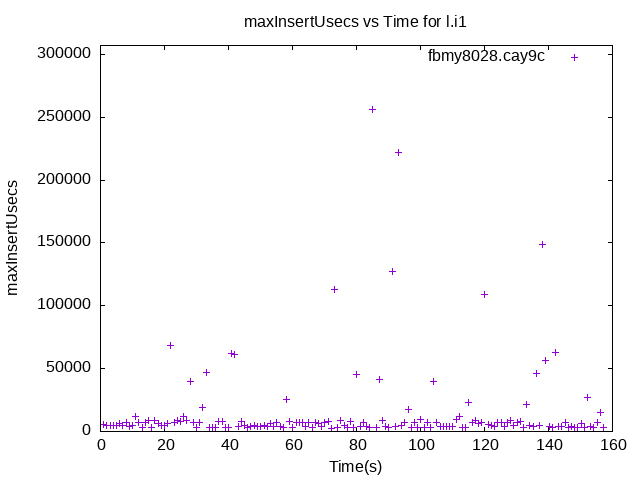 maxInsertUsecs vs Time for l.i1
fbmy8028.cay9c
300000
250000
200000
150000
100000
50000
0
maxInsertUsecs
0 20 40 60 80 100 120 140 160
Time(s)